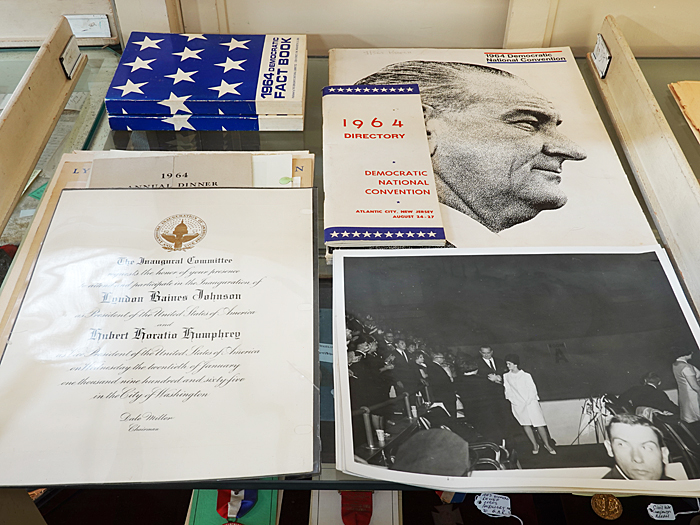 1964 DEMOCRATIC
FACT BOOK
1964 Democratic
National Convention
1964
DIRECTORY
DEMOCRATIC
NATIONAL
CONVENTION
ATLANTIC CITY, NEW JERSEY
AUGUST 24-27
LY
1964
ANNUAL DINNER
The Inaugural Committee
requests the honor of your presence
and participate in the Inauguration of
Lyndon Baines Johnson
as President of the United States of America
and
Hubert Horatio Humphrey
as Vice President of the United States of America
on Wednesday the twentieth of January
one thousand nine hundred and sixty five
in the City of Washington
Dale Miller
Chairman